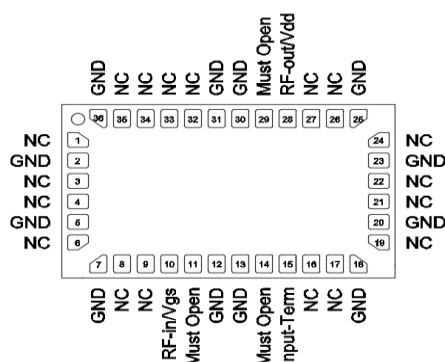 GND NC NC NC NC GND GND Must Open RF-out/Vdd NC NC GND
36 35 34 33 32 31 30 29 28 27 26 25
NC 1 24 NC
GND 2 23 GND
NC 3 22 NC
NC 4 21 NC
GND 5 20 GND
NC 6 19 NC
7 8 9 10 11 12 13 14 15 16 17 18
GND NC NC RF-in/Vgs Must Open GND GND Must Open Input-Term NC NC GND